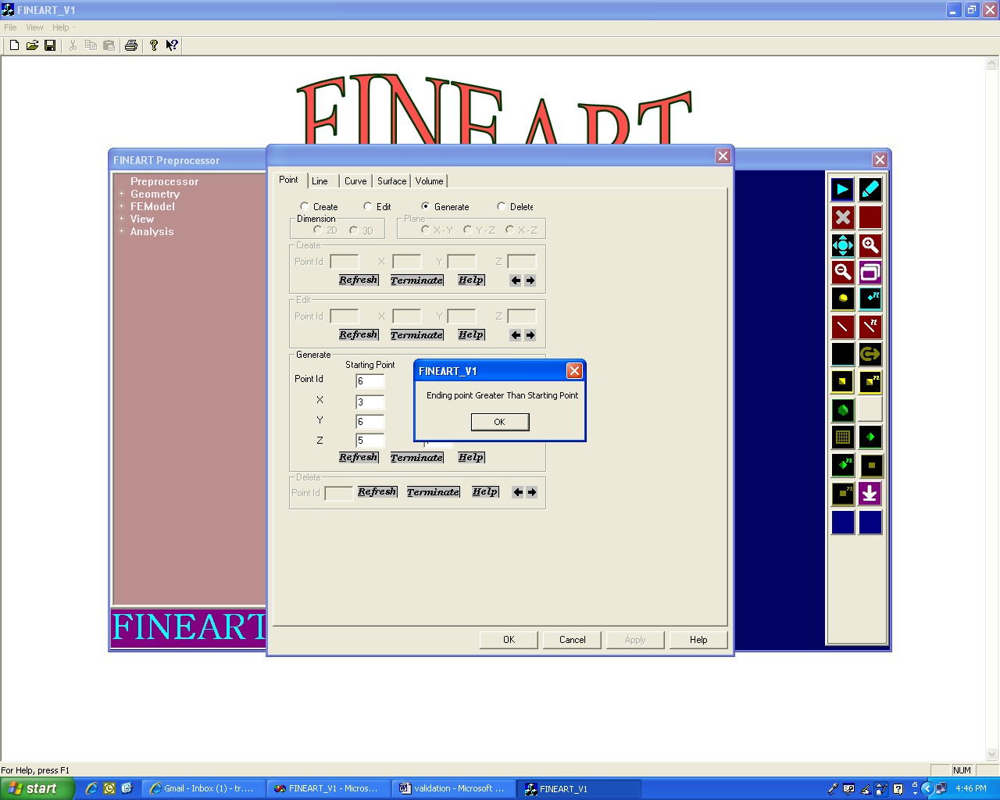 FINEART_V1
File View Help -
FINEART
FINEART Preprocessor
Preprocessor
Geometry
FEModel
View
Analysis
FINEART
Point Line Curve Surface Volume
Create Edit Generate Delete
Dimension Plane
2D 3D X-Y Y-Z X-Z
Create
Point Id X Y Z
Refresh Terminate Help
Edit
Point Id X Y Z
Refresh Terminate Help
Generate
Starting Point
Point Id 6
X 3
Y 6
Z 5
Refresh Terminate Help
FINEART_V1
Ending point Greater Than Starting Point
OK
Delete
Point Id Refresh Terminate Help
OK Cancel Apply Help
For Help, press F1 NUM
start Gmail - Inbox (1) - tr.... FINEART_V1 - Micros... validation - Microsoft ... FINEART_V1 4:46 PM